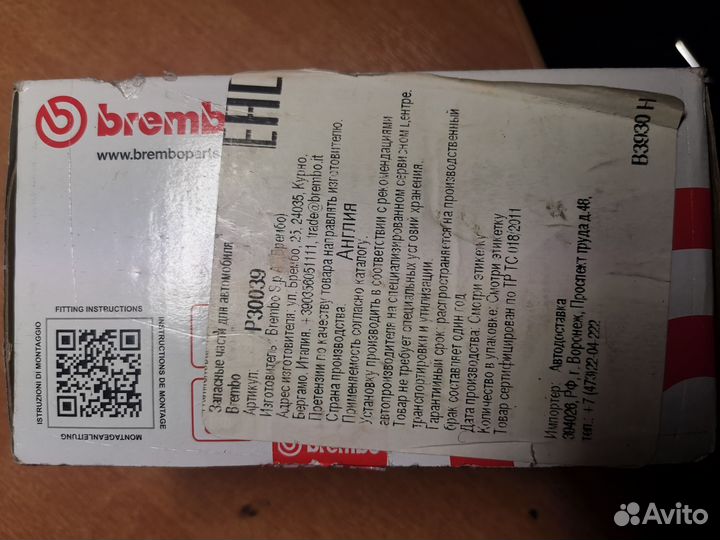 bremb
www.bremboparts.
FITTING INSTRUCTIONS
ISTRUZIONI DI MONTAGGIO
INSTRUCTIONS DE MONTAGE
MONTAGEANLEITUNG
EAC
B3930 H
Запасные части для автомобиля,
Brembo
Артикул: P30039
Изготовитель: Brembo S.p.A. (Брембо)
Адрес изготовителя: ул. Брембо, 25, 24035, Курно,
Бергамо, Италия, +390356051111, trade@brembo.it
Претензии по качеству товара направлять изготовителю.
Страна производства: Англия
Применяемость согласно каталогу.
Установку производить в соответствии с рекомендациями
автопроизводителя на специализированном сервисном Центре.
Товар не требует специальных условий хранения,
транспортировки и утилизации.
Гарантийный срок, распространяется на производственный
брак составляет один год
Дата производства: Смотри этикетку
Количество в упаковке: Смотри этикетку
Товар сертифицирован по ТР ТС 018/2011
Импортер: Автодоставка
394026, РФ, г. Воронеж, Проспект труда д.48,
тел.: +7 (473)22-04-222
brembo
Avito